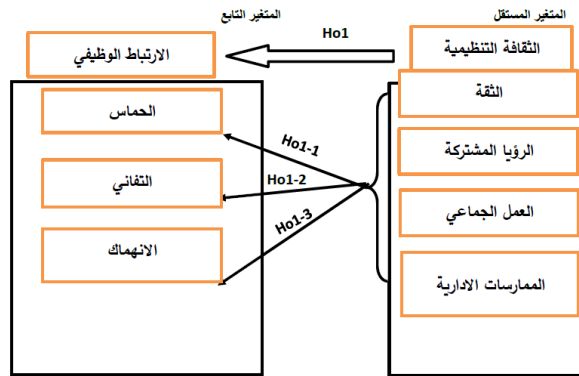 المتغير المستقل
المتغير التابع
الثقافة التنظيمية
Ho1
الارتباط الوظيفي
الثقة
الرؤيا المشتركة
العمل الجماعي
الممارسات الادارية
Ho1-1
Ho1-2
Ho1-3
الحماس
التفاني
الانهماك